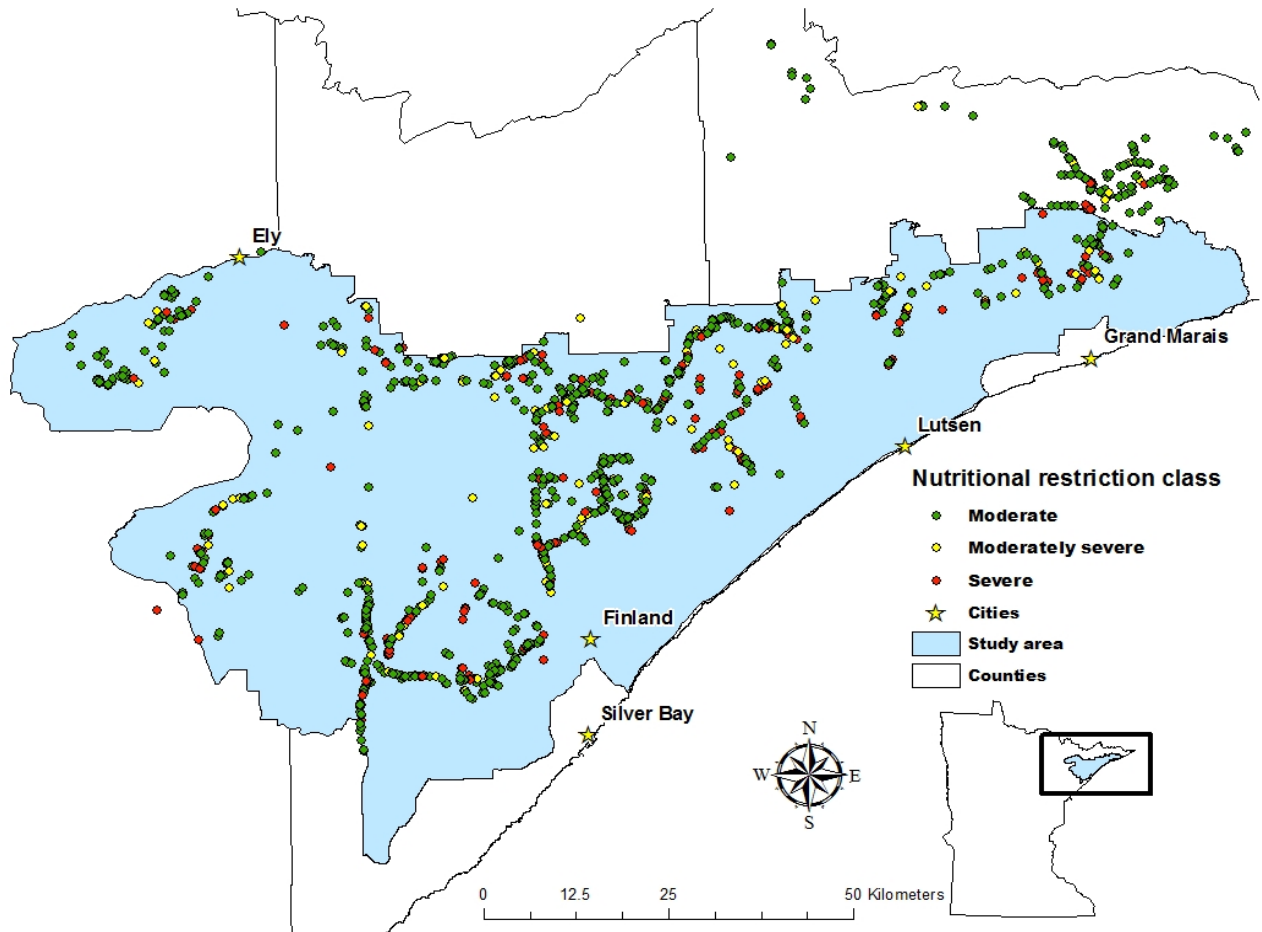 Ely
Grand Marais
Lutsen
Nutritional restriction class
Moderate
Moderately severe
Severe
Cities
Study area
Counties
Finland
Silver Bay
N
W E
S
0 12.5 25 50 Kilometers